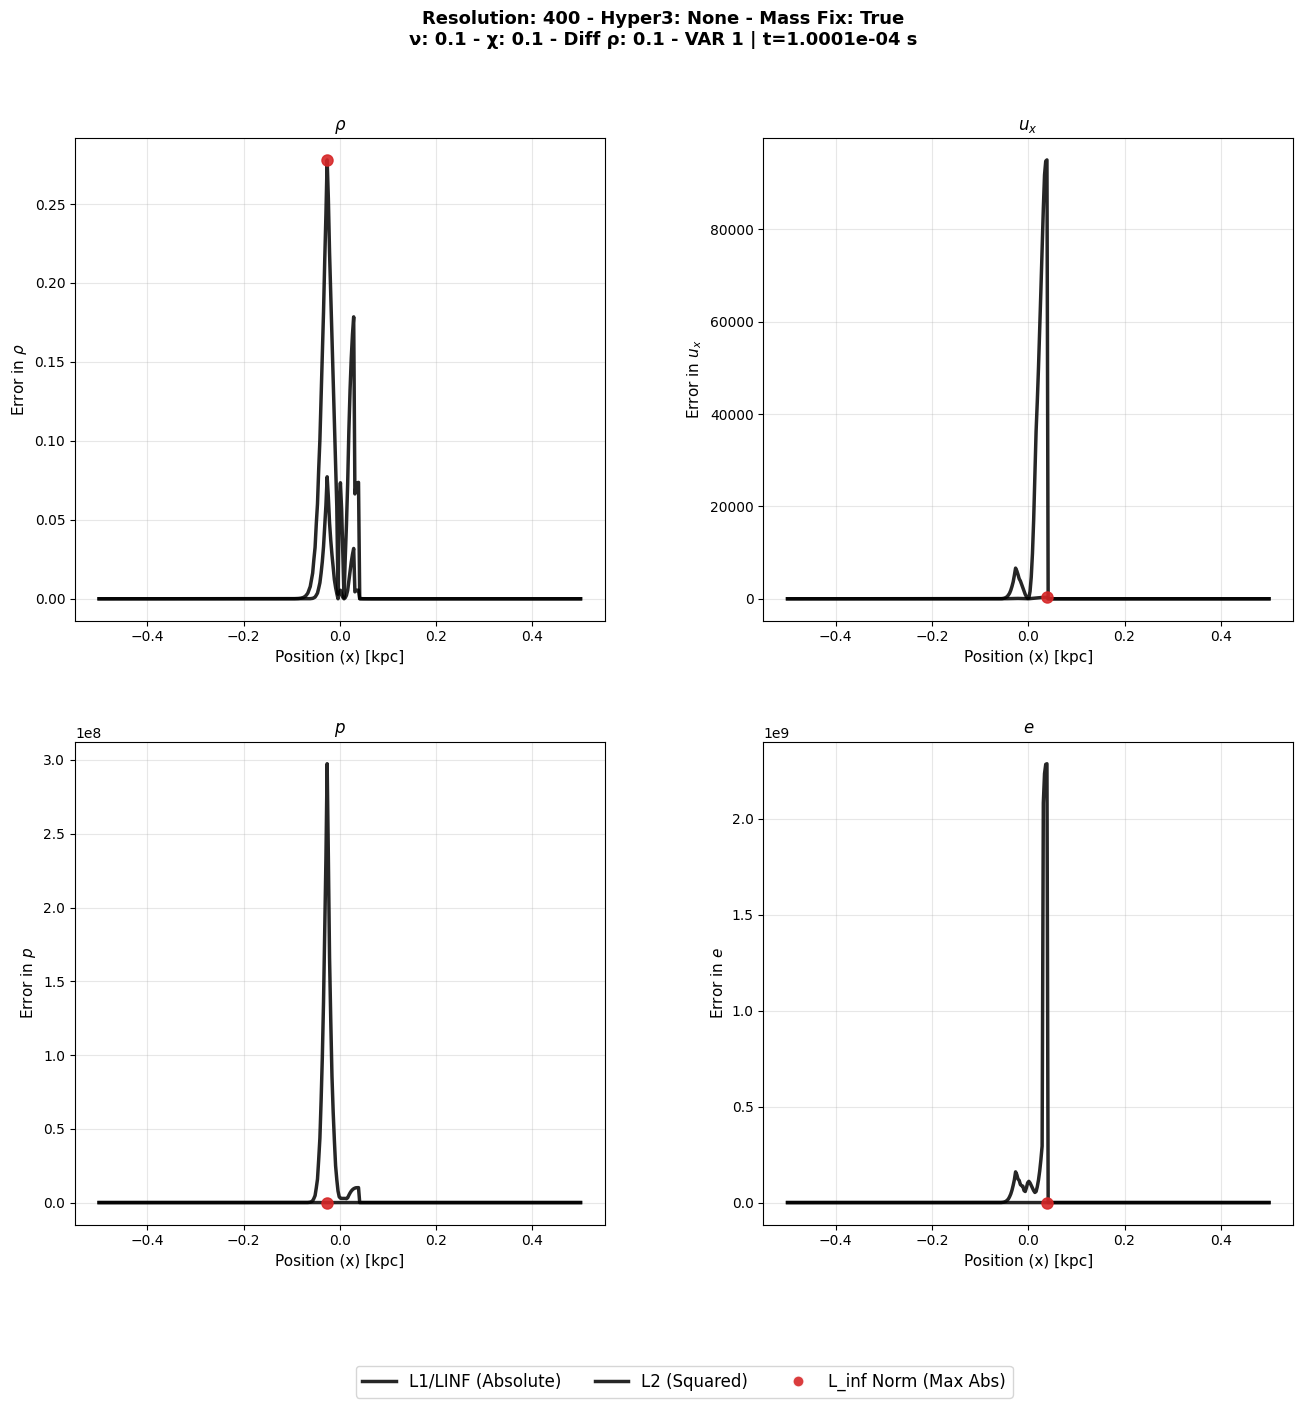 Resolution: 400 - Hyper3: None - Mass Fix: True
ν: 0.1 - χ: 0.1 - Diff ρ: 0.1 - VAR 1 | t=1.0001e-04 s
ρ
Error in ρ
0.25
0.20
0.15
0.10
0.05
0.00
−0.4 −0.2 0.0 0.2 0.4
Position (x) [kpc]
u_x
Error in u_x
80000
60000
40000
20000
0
−0.4 −0.2 0.0 0.2 0.4
Position (x) [kpc]
p
1e8
Error in p
3.0
2.5
2.0
1.5
1.0
0.5
0.0
−0.4 −0.2 0.0 0.2 0.4
Position (x) [kpc]
e
1e9
Error in e
2.0
1.5
1.0
0.5
0.0
−0.4 −0.2 0.0 0.2 0.4
Position (x) [kpc]
L1/LINF (Absolute) L2 (Squared) L_inf Norm (Max Abs)